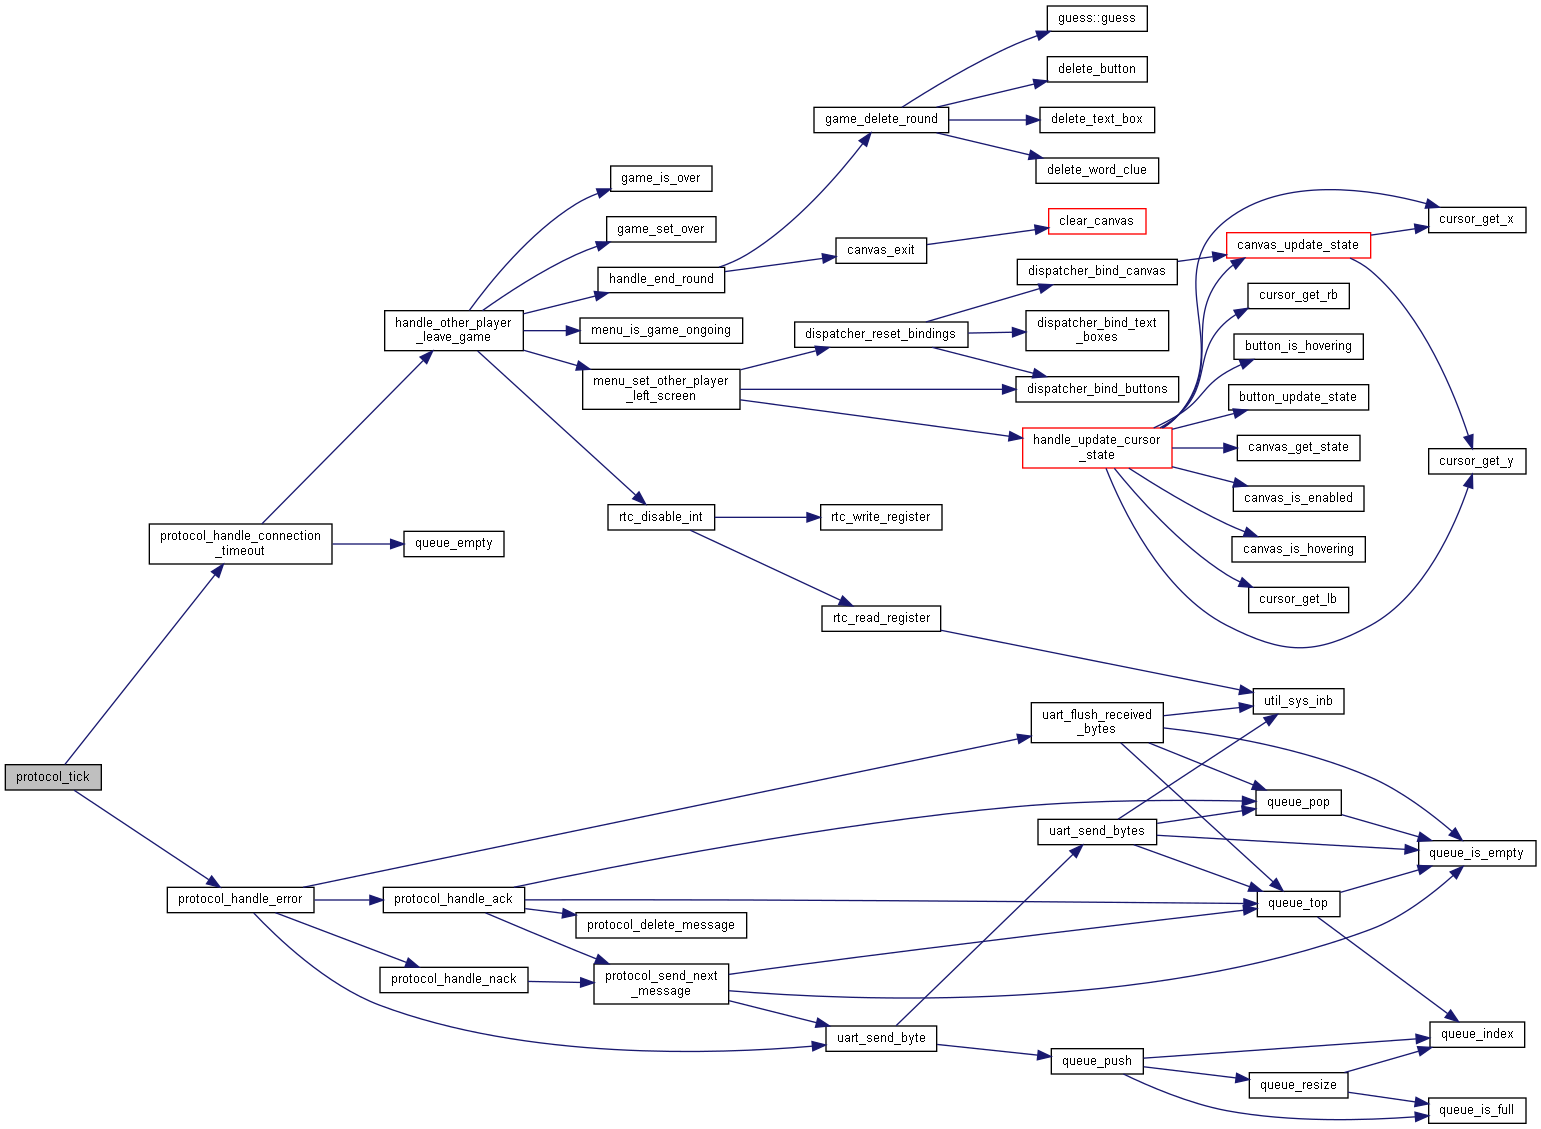 guess::guess
delete_button
game_delete_round
delete_text_box
delete_word_clue
game_is_over
game_set_over
canvas_exit
clear_canvas
cursor_get_x
canvas_update_state
handle_end_round
dispatcher_bind_canvas
cursor_get_rb
handle_other_player
_leave_game
menu_is_game_ongoing
dispatcher_reset_bindings
dispatcher_bind_text
_boxes
button_is_hovering
menu_set_other_player
_left_screen
dispatcher_bind_buttons
button_update_state
handle_update_cursor
_state
canvas_get_state
cursor_get_y
canvas_is_enabled
rtc_disable_int
rtc_write_register
protocol_handle_connection
_timeout
queue_empty
canvas_is_hovering
cursor_get_lb
rtc_read_register
util_sys_inb
uart_flush_received
_bytes
protocol_tick
queue_pop
uart_send_bytes
queue_is_empty
protocol_handle_error
protocol_handle_ack
queue_top
protocol_delete_message
protocol_handle_nack
protocol_send_next
_message
uart_send_byte
queue_index
queue_push
queue_resize
queue_is_full